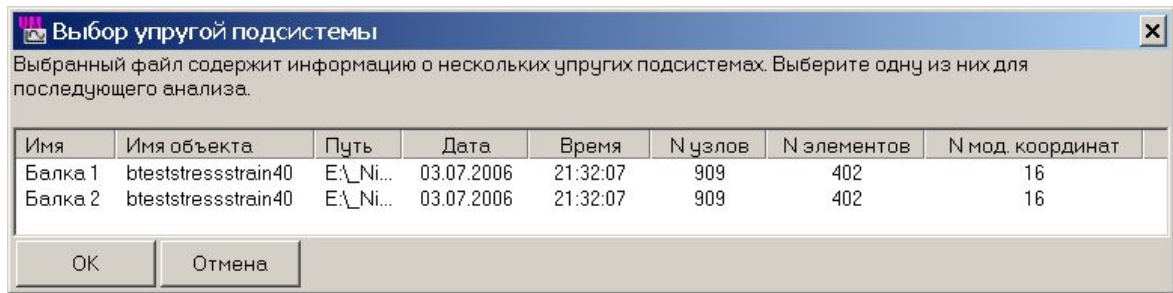 Выбор упругой подсистемы
Выбранный файл содержит информацию о нескольких упругих подсистемах. Выберите одну из них для
последующего анализа.
Имя Имя объекта Путь Дата Время N узлов N элементов N мод. координат
Балка 1 bteststressstrain40 E:\_Ni... 03.07.2006 21:32:07 909 402 16
Балка 2 bteststressstrain40 E:\_Ni... 03.07.2006 21:32:07 909 402 16
OK Отмена